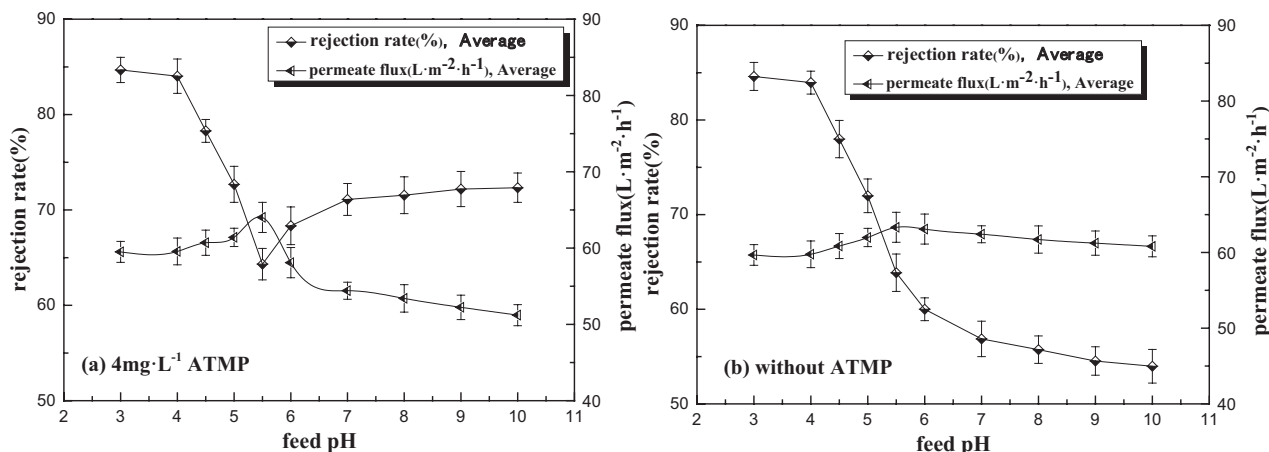 rejection rate(%), Average
permeate flux(L·m⁻²·h⁻¹), Average
90
80
70
60
50
rejection rate(%)
90
80
70
60
50
40
permeate flux(L·m⁻²·h⁻¹)
(a) 4mg·L⁻¹ ATMP
2 3 4 5 6 7 8 9 10 11
feed pH
rejection rate(%), Average
permeate flux(L·m⁻²·h⁻¹), Average
90
80
70
60
50
rejection rate(%)
90
80
70
60
50
40
permeate flux(L·m⁻²·h⁻¹)
(b) without ATMP
2 3 4 5 6 7 8 9 10 11
feed pH